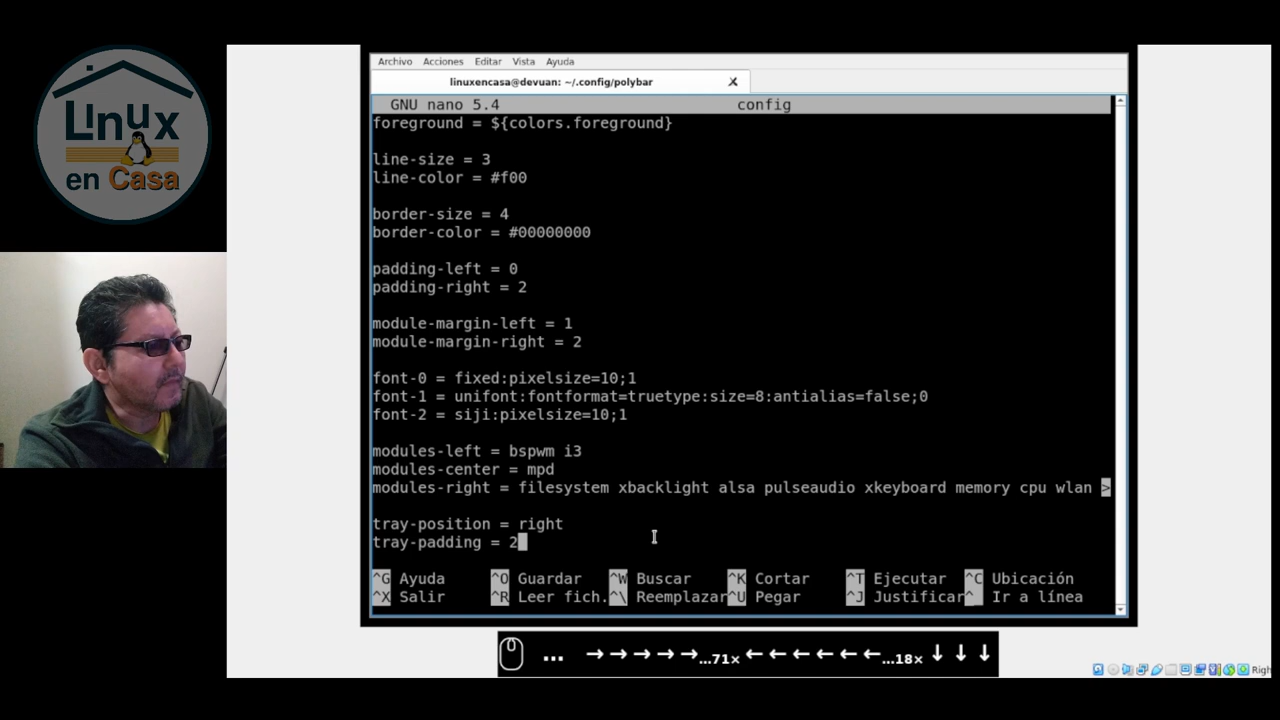 Linux
en Casa
Archivo Acciones Editar Vista Ayuda
linuxencasa@devuan: ~/.config/polybar X
GNU nano 5.4 config
foreground = ${colors.foreground}
line-size = 3
line-color = #f00
border-size = 4
border-color = #00000000
padding-left = 0
padding-right = 2
module-margin-left = 1
module-margin-right = 2
font-0 = fixed:pixelsize=10;1
font-1 = unifont:fontformat=truetype:size=8:antialias=false;0
font-2 = siji:pixelsize=10;1
modules-left = bspwm i3
modules-center = mpd
modules-right = filesystem xbacklight alsa pulseaudio xkeyboard memory cpu wlan >
tray-position = right
tray-padding = 2
^G Ayuda ^O Guardar ^W Buscar ^K Cortar ^T Ejecutar ^C Ubicación
^X Salir ^R Leer fich. ^\ Reemplazar ^U Pegar ^J Justificar ^_ Ir a línea
... →→→→→...71× ←←←←←←...18× ↓↓↓
Righ